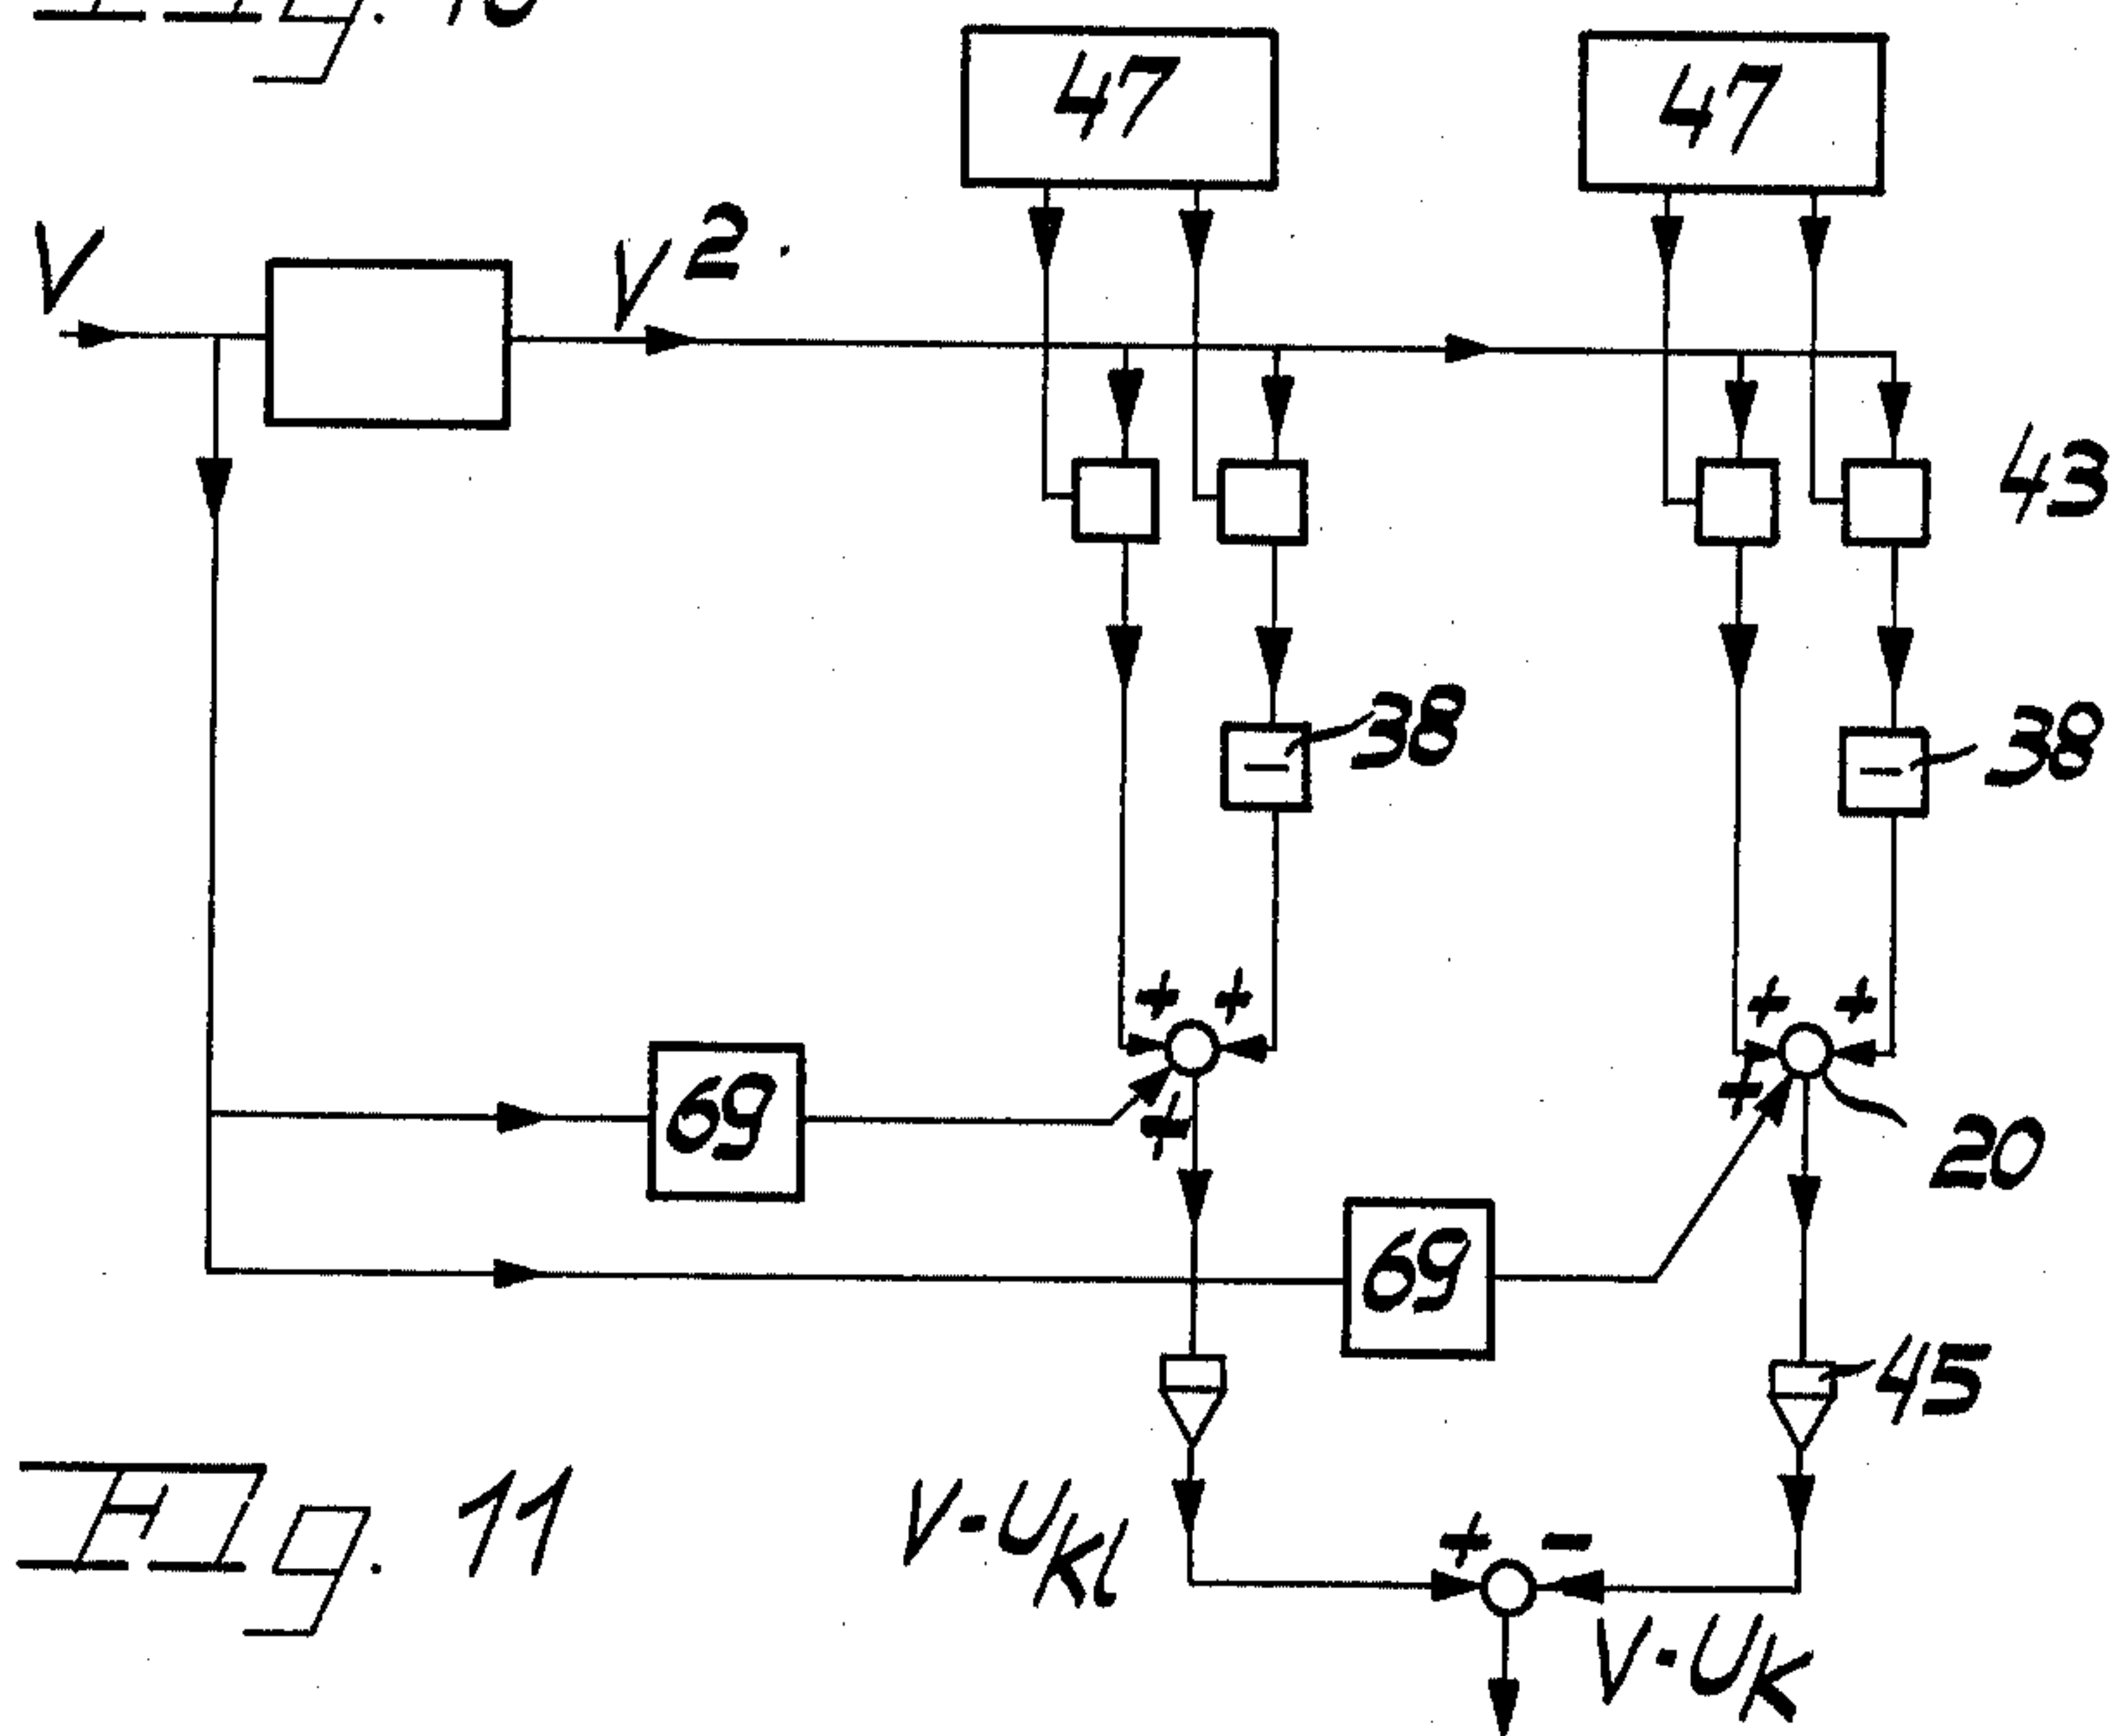 47
47
V
V²
43
38
38
+ +
+ +
+
+
69
20
69
45
Fig. 11
V·UKl
+ -
V·UK